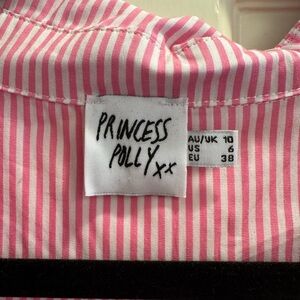 PRINCESS
POLLY xx
AU/UK 10
US 6
EU 38